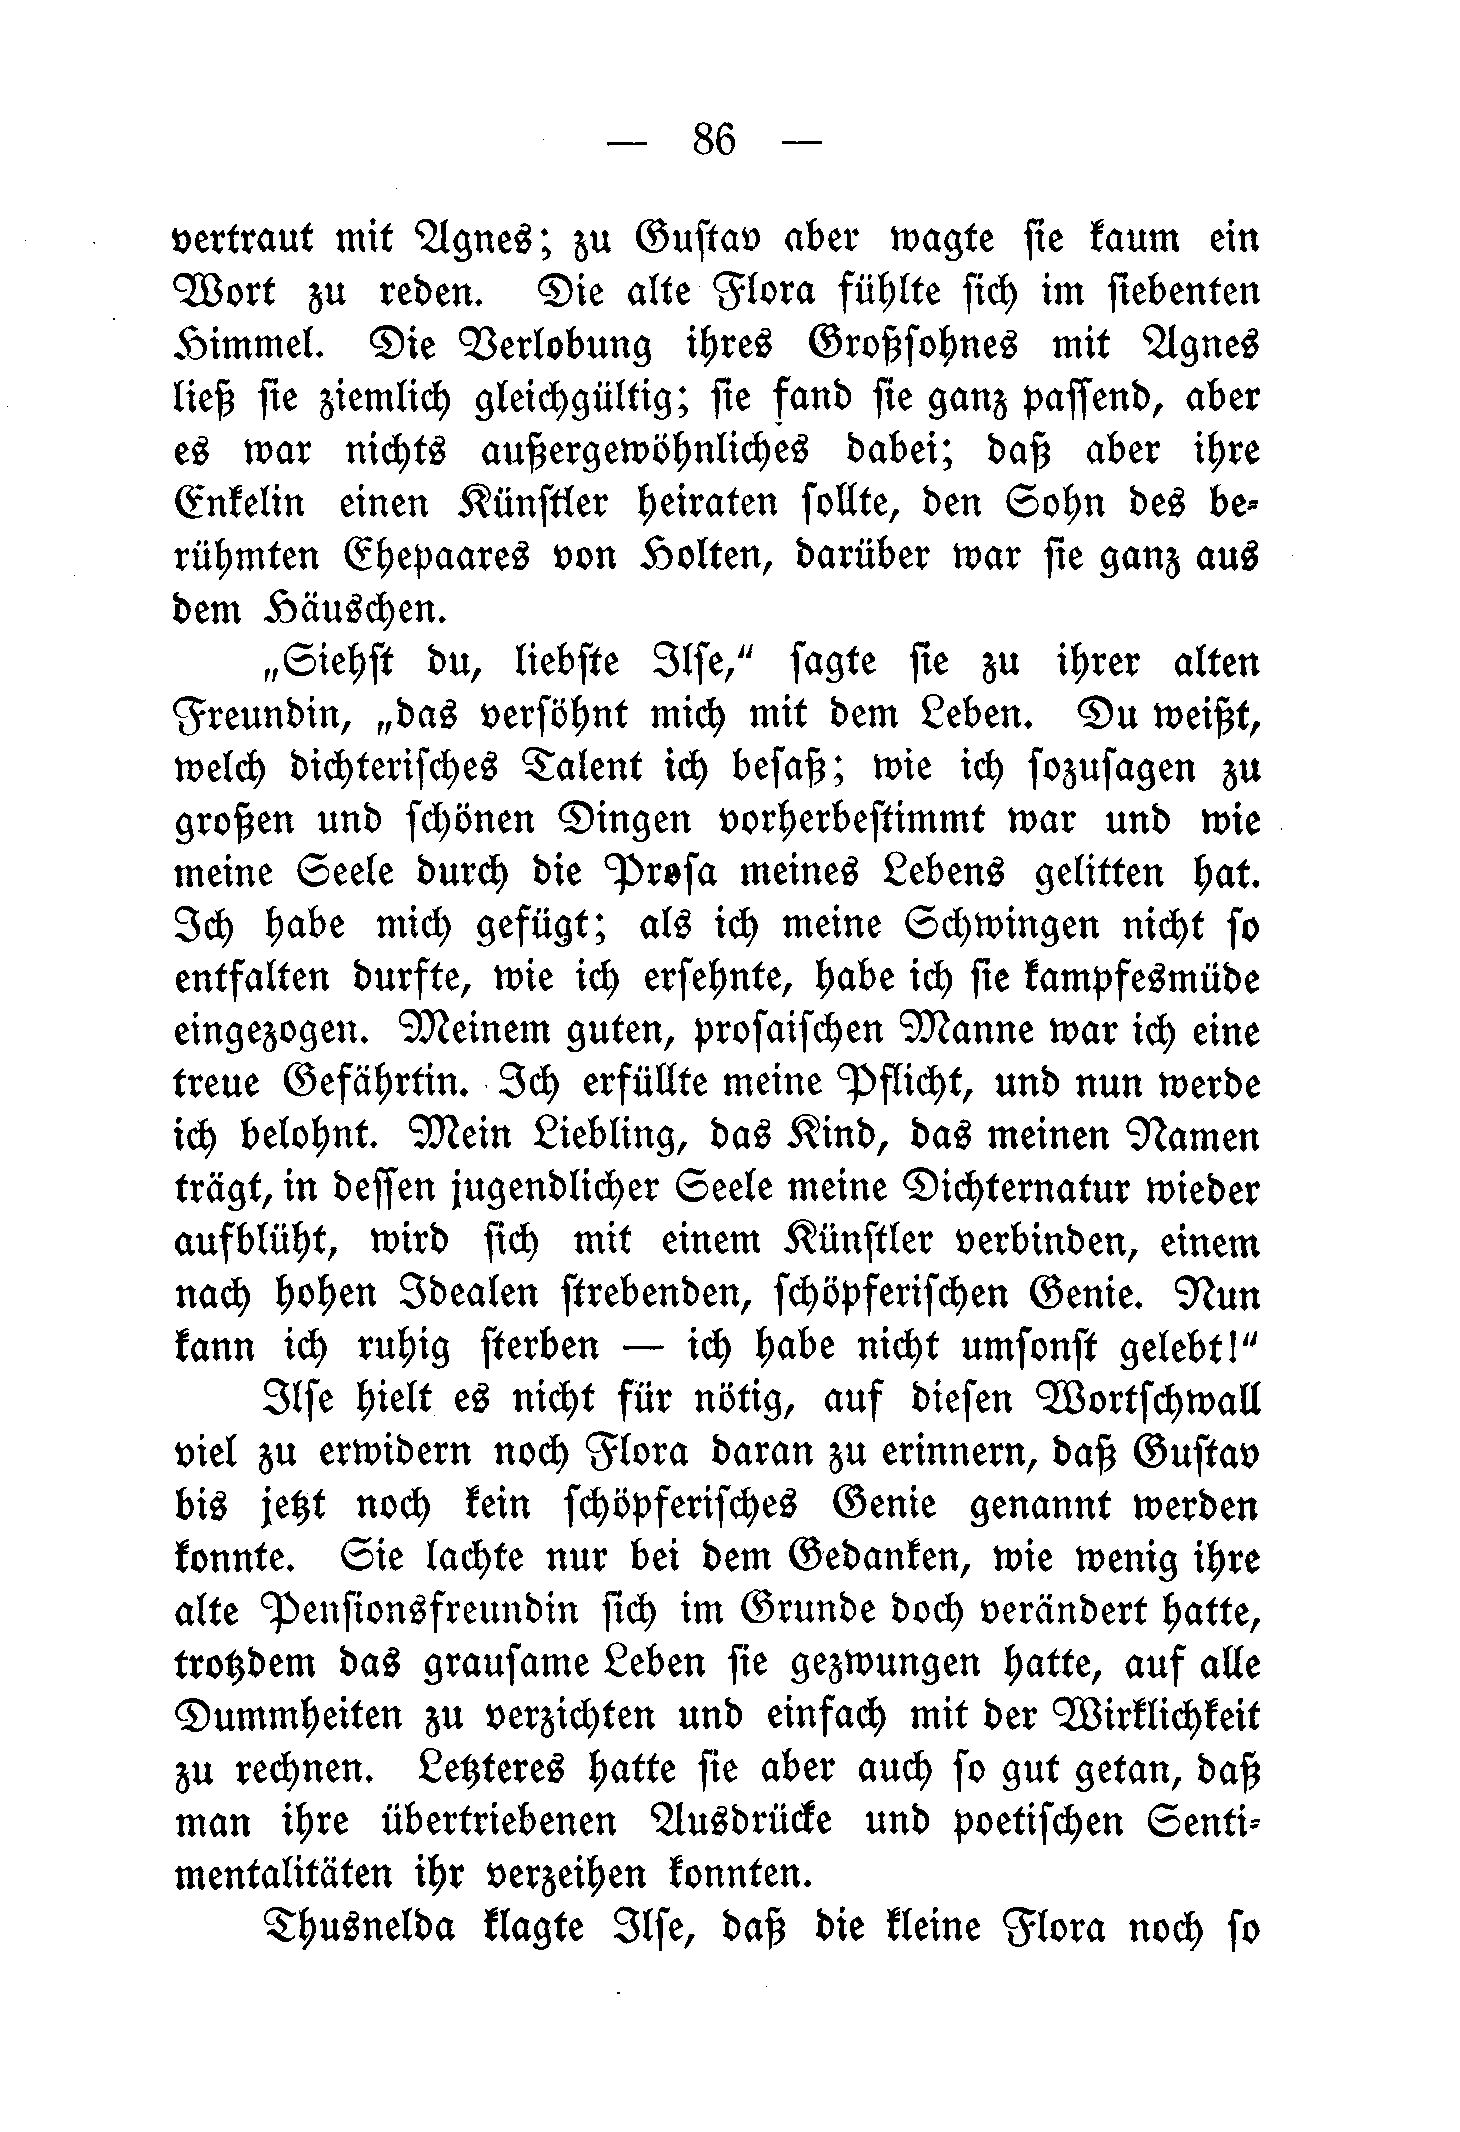 — 86 —
vertraut mit Agnes; zu Gustav aber wagte sie kaum ein
Wort zu reden. Die alte Flora fühlte sich im siebenten
Himmel. Die Verlobung ihres Großsohnes mit Agnes
ließ sie ziemlich gleichgültig; sie fand sie ganz passend, aber
es war nichts außergewöhnliches dabei; daß aber ihre
Enkelin einen Künstler heiraten sollte, den Sohn des be-
rühmten Ehepaares von Holten, darüber war sie ganz aus
dem Häuschen.
„Siehst du, liebste Ilse,“ sagte sie zu ihrer alten
Freundin, „das versöhnt mich mit dem Leben. Du weißt,
welch dichterisches Talent ich besaß; wie ich sozusagen zu
großen und schönen Dingen vorherbestimmt war und wie
meine Seele durch die Prosa meines Lebens gelitten hat.
Ich habe mich gefügt; als ich meine Schwingen nicht so
entfalten durfte, wie ich ersehnte, habe ich sie kampfesmüde
eingezogen. Meinem guten, prosaischen Manne war ich eine
treue Gefährtin. Ich erfüllte meine Pflicht, und nun werde
ich belohnt. Mein Liebling, das Kind, das meinen Namen
trägt, in dessen jugendlicher Seele meine Dichternatur wieder
aufblüht, wird sich mit einem Künstler verbinden, einem
nach hohen Idealen strebenden, schöpferischen Genie. Nun
kann ich ruhig sterben — ich habe nicht umsonst gelebt!“
Ilse hielt es nicht für nötig, auf diesen Wortschwall
viel zu erwidern noch Flora daran zu erinnern, daß Gustav
bis jetzt noch kein schöpferisches Genie genannt werden
konnte. Sie lachte nur bei dem Gedanken, wie wenig ihre
alte Pensionsfreundin sich im Grunde doch verändert hatte,
trotzdem das grausame Leben sie gezwungen hatte, auf alle
Dummheiten zu verzichten und einfach mit der Wirklichkeit
zu rechnen. Letzteres hatte sie aber auch so gut getan, daß
man ihre übertriebenen Ausdrücke und poetischen Senti-
mentalitäten ihr verzeihen konnten.
Thusnelda klagte Ilse, daß die kleine Flora noch so